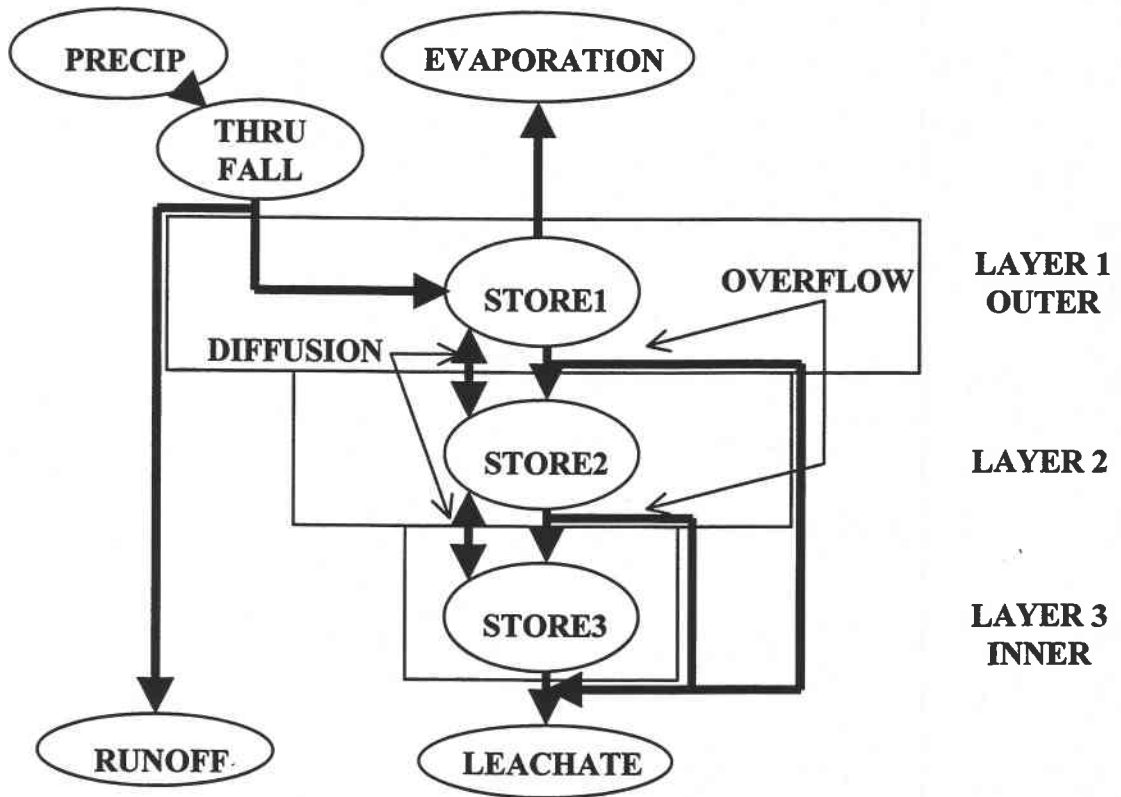 PRECIP
EVAPORATION
THRU
FALL
LAYER 1
OUTER
OVERFLOW
STORE1
DIFFUSION
STORE2
LAYER 2
STORE3
LAYER 3
INNER
RUNOFF
LEACHATE